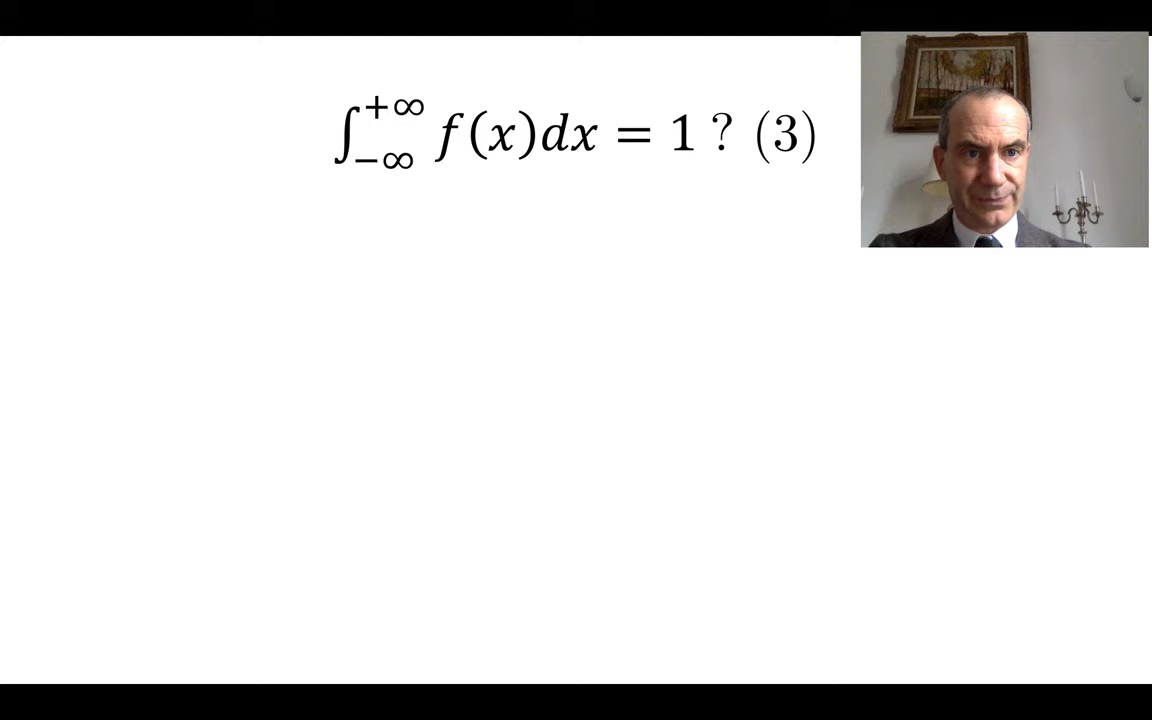 ∫_{-∞}^{+∞} f(x)dx = 1 ? (3)